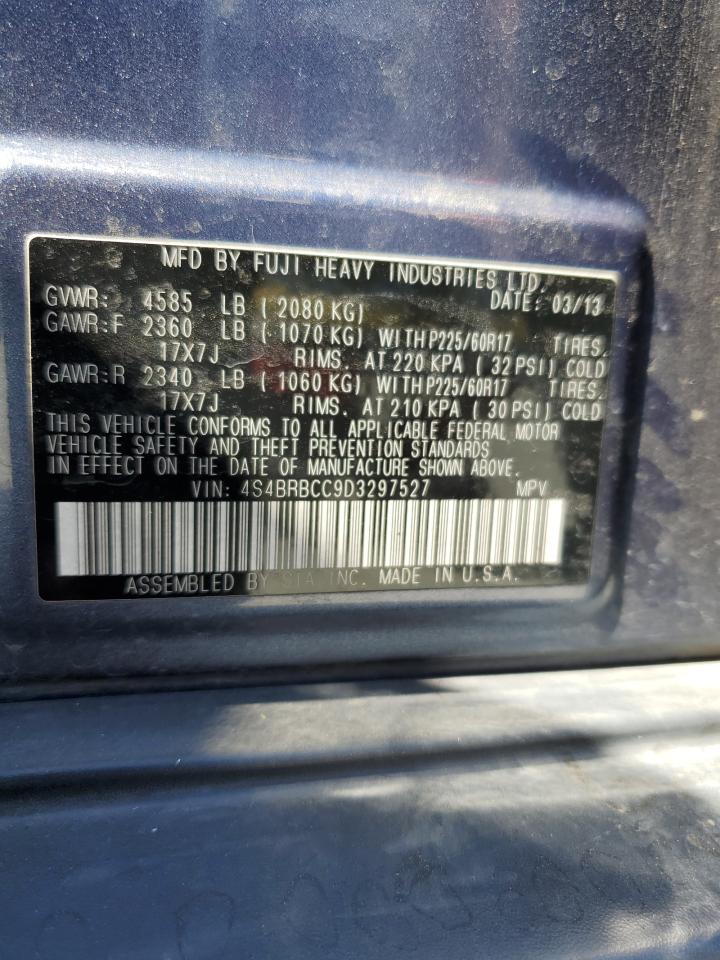 MFD BY FUJI HEAVY INDUSTRIES LTD.
DATE: 03/13
GVWR: 4585 LB ( 2080 KG)
GAWR:F 2360 LB ( 1070 KG) WITH P225/60R17 TIRES.
17X7J RIMS. AT 220 KPA ( 32 PSI) COLD
GAWR:R 2340 LB ( 1060 KG) WITH P225/60R17 TIRES.
17X7J RIMS. AT 210 KPA ( 30 PSI) COLD
THIS VEHICLE CONFORMS TO ALL APPLICABLE FEDERAL MOTOR
VEHICLE SAFETY AND THEFT PREVENTION STANDARDS
IN EFFECT ON THE DATE OF MANUFACTURE SHOWN ABOVE.
VIN: 4S4BRBCC9D3297527 MPV
ASSEMBLED BY SIA INC. MADE IN U.S.A.